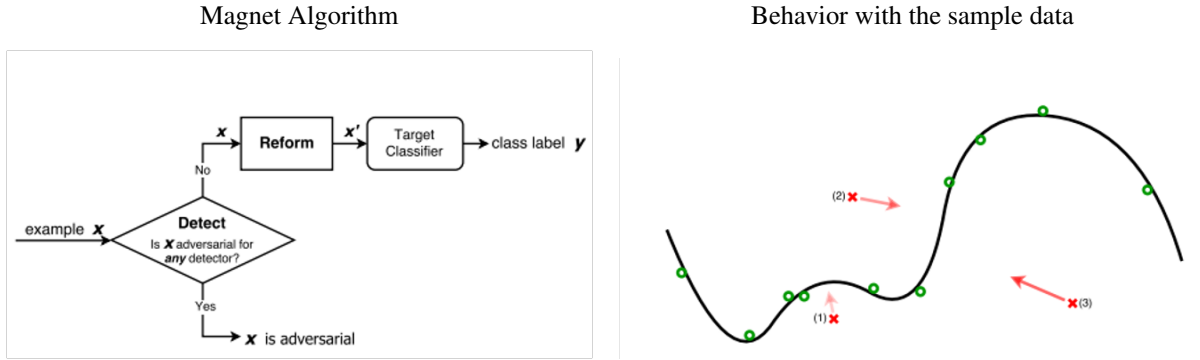 Magnet Algorithm
Behavior with the sample data
x
Reform
x'
Target
Classifier
class label y
No
example x
Detect
Is X adversarial for
any detector?
Yes
x is adversarial
(2)
(1)
(3)